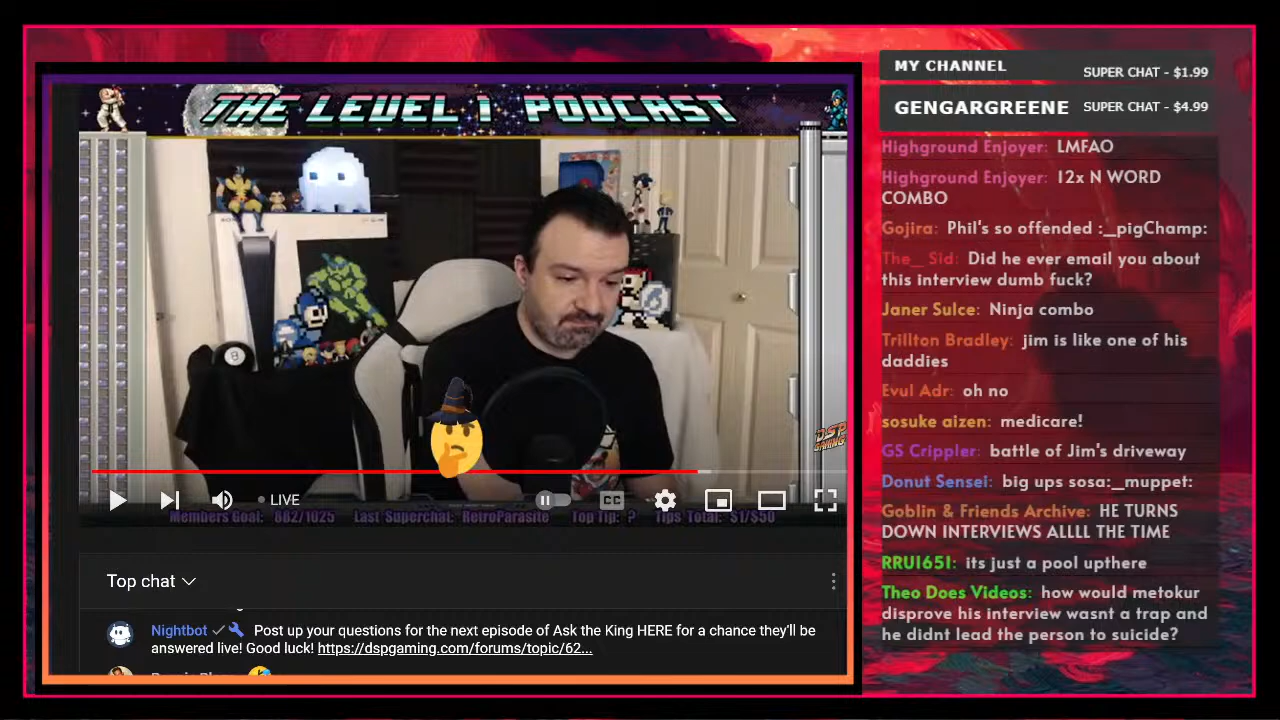 THE LEVEL 1 PODCAST
DSP
GAMING
LIVE
CC
Members Goal: 882/1025 Last Superchat: RetroParasite Top Tip: ? Tips Total: $1/$50
Top chat
Nightbot Post up your questions for the next episode of Ask the King HERE for a chance they'll be
answered live! Good luck! https://dspgaming.com/forums/topic/62...
MY CHANNEL SUPER CHAT - $1.99
GENGARGREENE SUPER CHAT - $4.99
Highground Enjoyer: LMFAO
Highground Enjoyer: 12x N WORD
COMBO
Gojira: Phil's so offended :_pigChamp:
The_ Sid: Did he ever email you about
this interview dumb fuck?
Janer Sulce: Ninja combo
Trillton Bradley: jim is like one of his
daddies
Evul Adr: oh no
sosuke aizen: medicare!
GS Crippler: battle of Jim's driveway
Donut Sensei: big ups sosa:_muppet:
Goblin & Friends Archive: HE TURNS
DOWN INTERVIEWS ALLLL THE TIME
RRU1651: its just a pool upthere
Theo Does Videos: how would metokur
disprove his interview wasnt a trap and
he didnt lead the person to suicide?